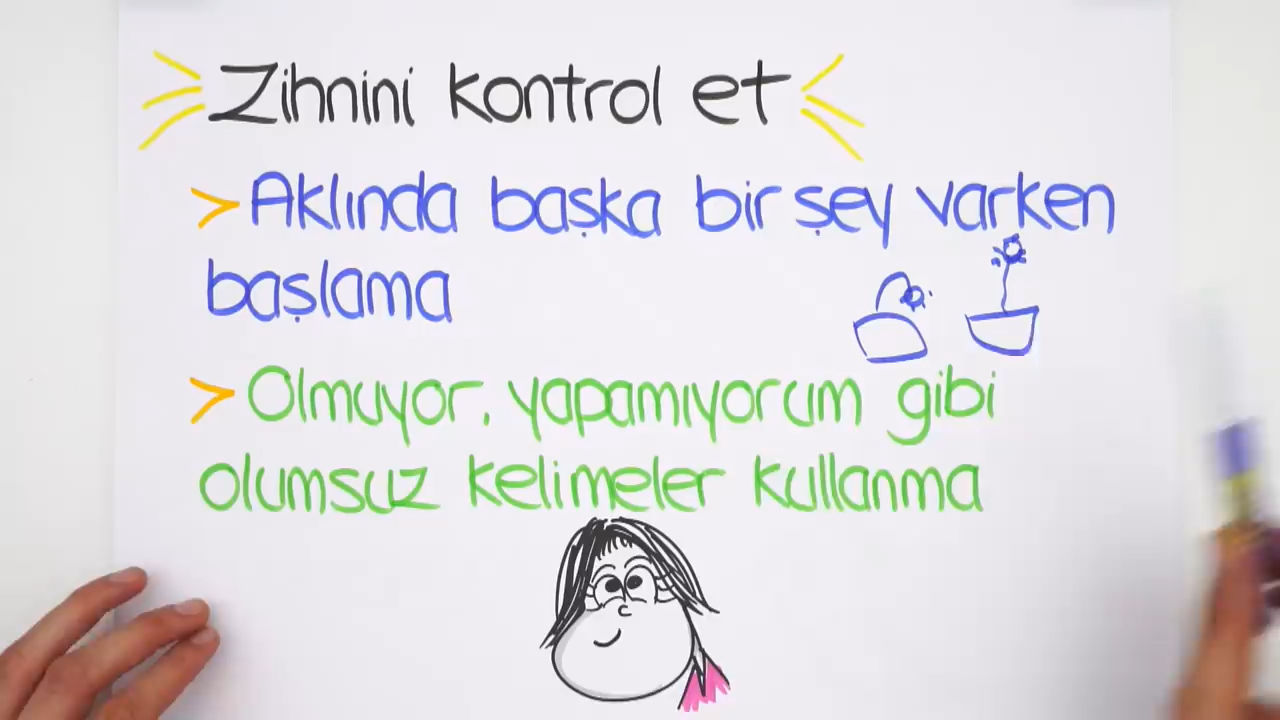 Zihnini kontrol et
> Aklında başka bir şey varken
başlama
> Olmuyor, yapamıyorum gibi
olumsuz kelimeler kullanma